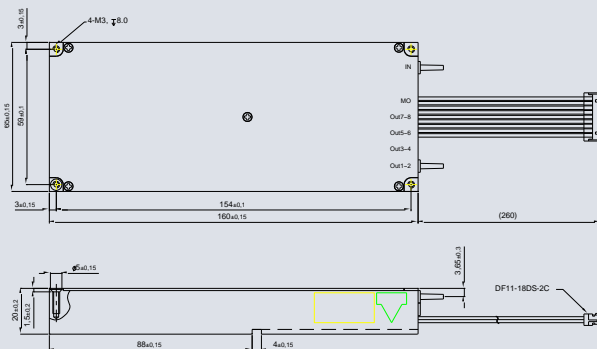 4-M3, ↧8.0
3±0,15
IN
MO
Out7-8
Out5-6
Out3-4
Out1-2
65±0,15
59±0,1
3±0,15
154±0,1
160±0,15
(260)
ø5±0,15
3,65±0,3
DF11-18DS-2C
20±0,2
1,5±0,2
88±0,15
4±0,15